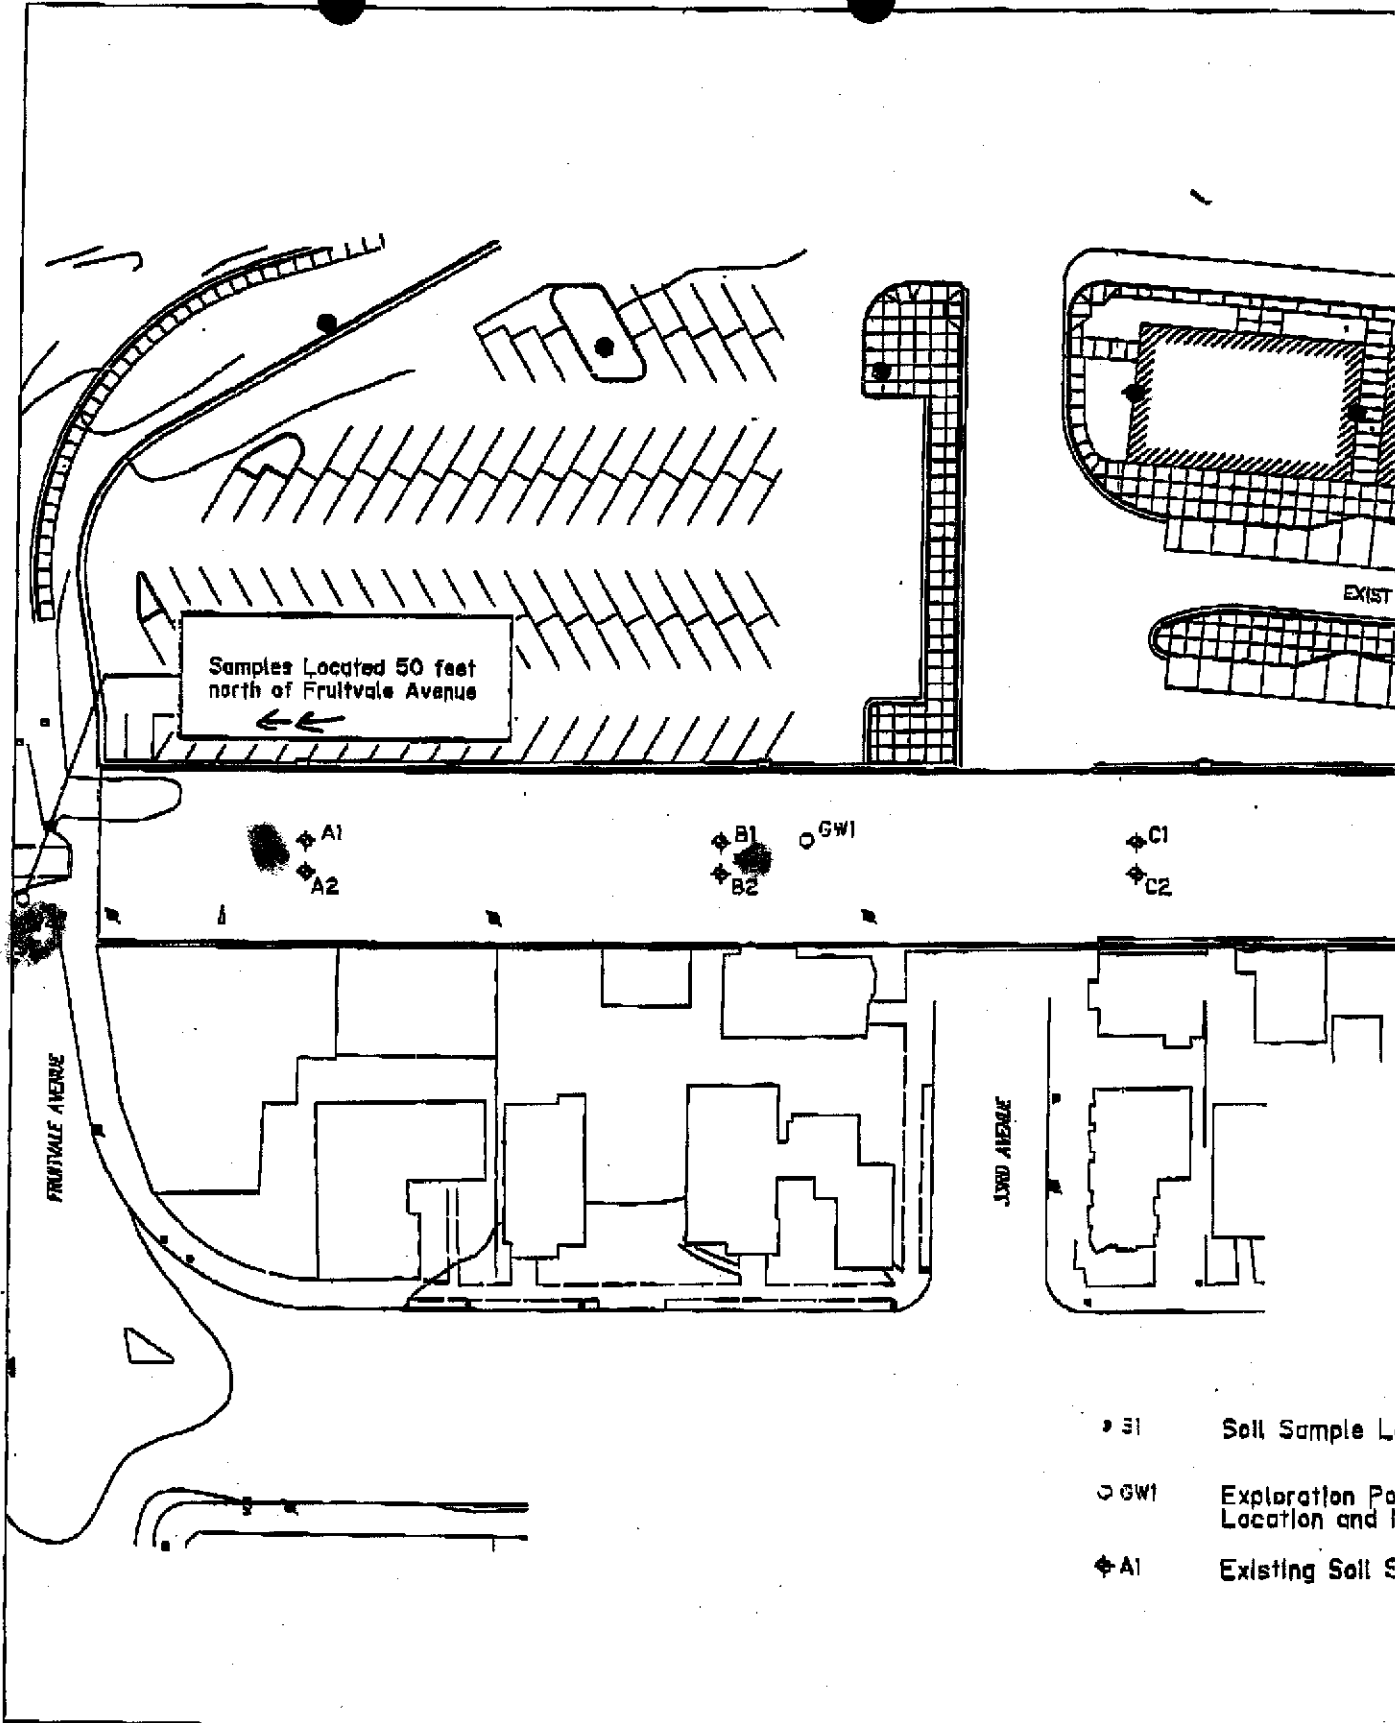 EXIST
Samples Located 50 feet
north of Fruitvale Avenue
A1
A2
B1
B2
GW1
C1
C2
FRUITVALE AVENUE
33RD AVENUE
S1 Soil Sample L
GW1 Exploration Po
Location and
A1 Existing Soil S